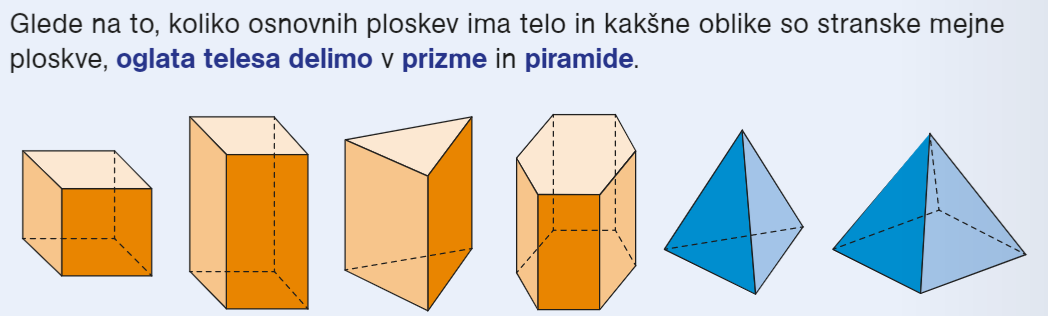 Glede na to, koliko osnovnih ploskev ima telo in kakšne oblike so stranske mejne
ploskve, oglata telesa delimo v prizme in piramide.